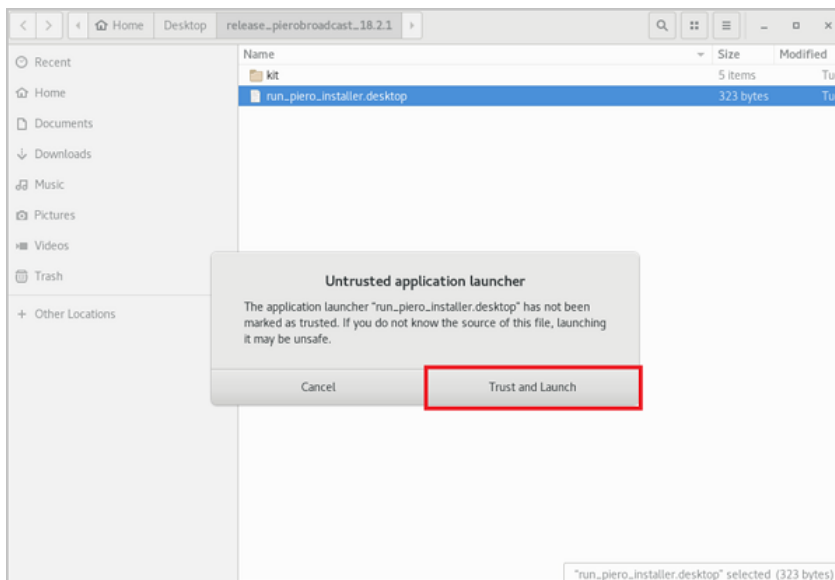 Home Desktop release_pierobroadcast_18.2.1
Name Size Modified
Recent
kit 5 items Tu
Home
run_piero_installer.desktop 323 bytes Tu
Documents
Downloads
Music
Pictures
Videos
Trash
+ Other Locations
Untrusted application launcher
The application launcher “run_piero_installer.desktop” has not been
marked as trusted. If you do not know the source of this file, launching
it may be unsafe.
Cancel Trust and Launch
"run_piero_installer.desktop" selected (323 bytes)